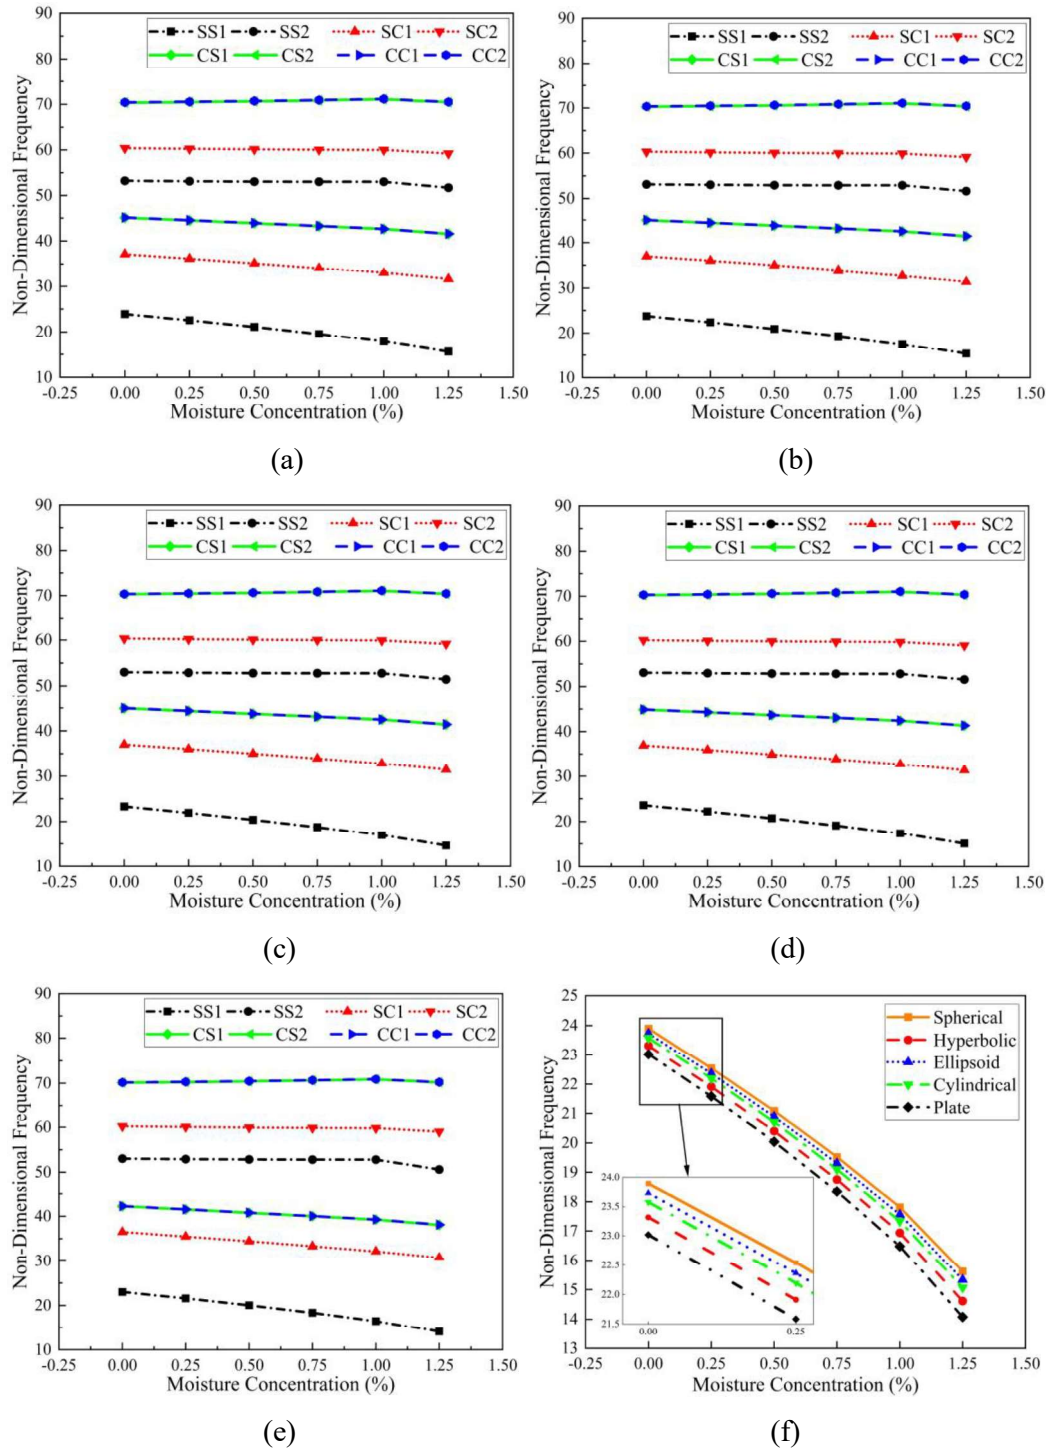 90
80
70
60
50
40
30
20
10
Non-Dimensional Frequency
SS1 SS2 SC1 SC2
CS1 CS2 CC1 CC2
-0.25 0.00 0.25 0.50 0.75 1.00 1.25 1.50
Moisture Concentration (%)
(a)
90
80
70
60
50
40
30
20
10
Non-Dimensional Frequency
SS1 SS2 SC1 SC2
CS1 CS2 CC1 CC2
-0.25 0.00 0.25 0.50 0.75 1.00 1.25 1.50
Moisture Concentration (%)
(b)
90
80
70
60
50
40
30
20
10
Non-Dimensional Frequency
SS1 SS2 SC1 SC2
CS1 CS2 CC1 CC2
-0.25 0.00 0.25 0.50 0.75 1.00 1.25 1.50
Moisture Concentration (%)
(c)
90
80
70
60
50
40
30
20
10
Non-Dimensional Frequency
SS1 SS2 SC1 SC2
CS1 CS2 CC1 CC2
-0.25 0.00 0.25 0.50 0.75 1.00 1.25 1.50
Moisture Concentration (%)
(d)
90
80
70
60
50
40
30
20
10
Non-Dimensional Frequency
SS1 SS2 SC1 SC2
CS1 CS2 CC1 CC2
-0.25 0.00 0.25 0.50 0.75 1.00 1.25 1.50
Moisture Concentration (%)
(e)
25
24
23
22
21
20
19
18
17
16
15
14
13
Non-Dimensional Frequency
Spherical
Hyperbolic
Ellipsoid
Cylindrical
Plate
24.0
23.5
23.0
22.5
22.0
21.5
0.00 0.25
-0.25 0.00 0.25 0.50 0.75 1.00 1.25 1.50
Moisture Concentration (%)
(f)